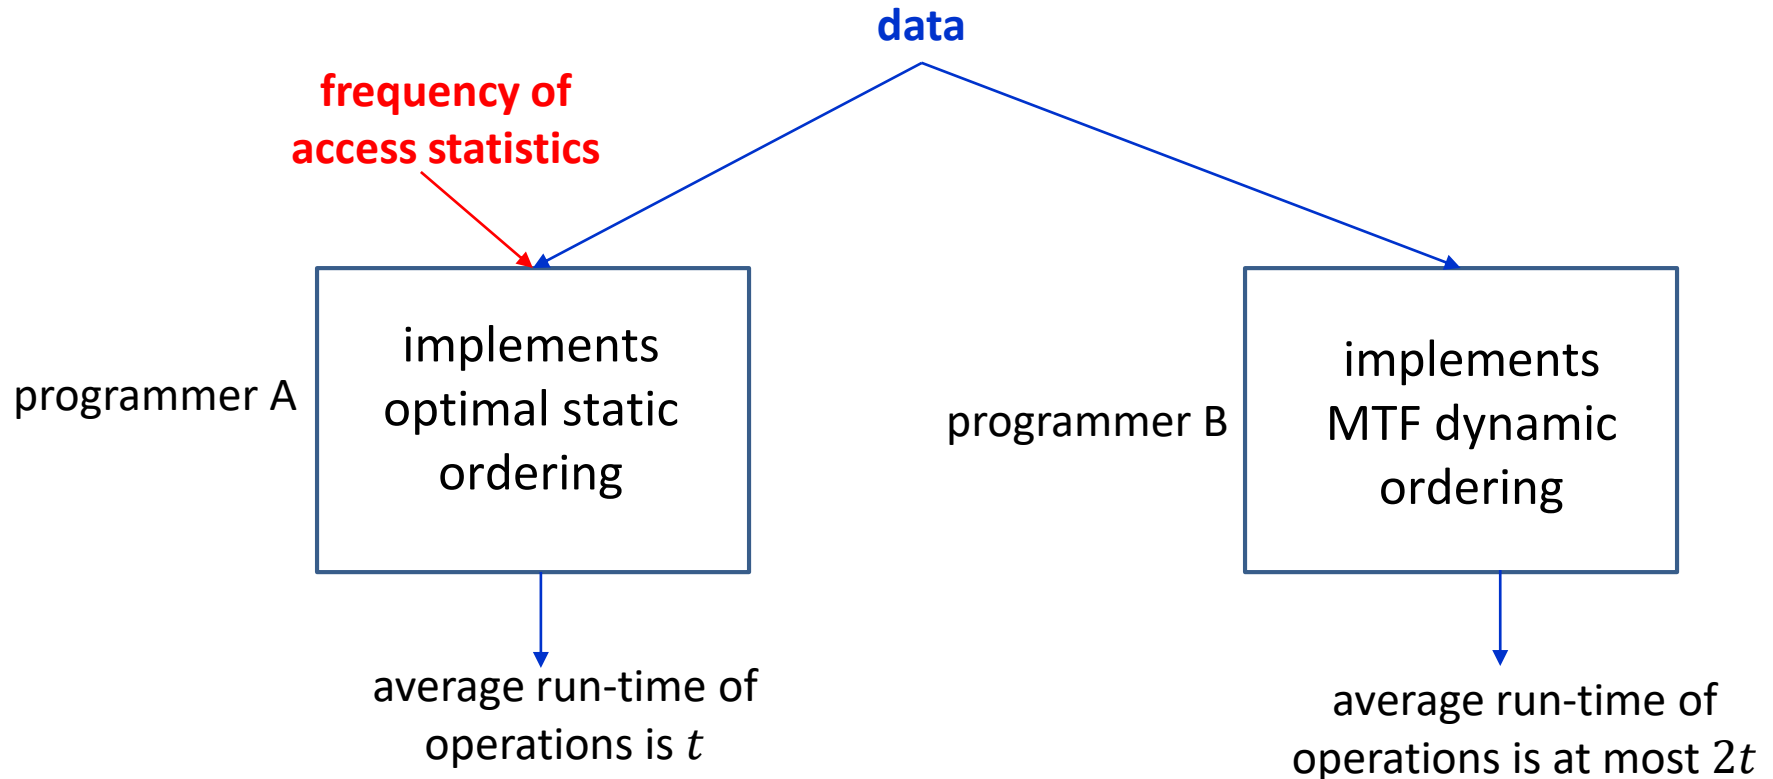 data
frequency of
access statistics
programmer A
implements
optimal static
ordering
programmer B
implements
MTF dynamic
ordering
average run-time of
operations is t
average run-time of
operations is at most 2t